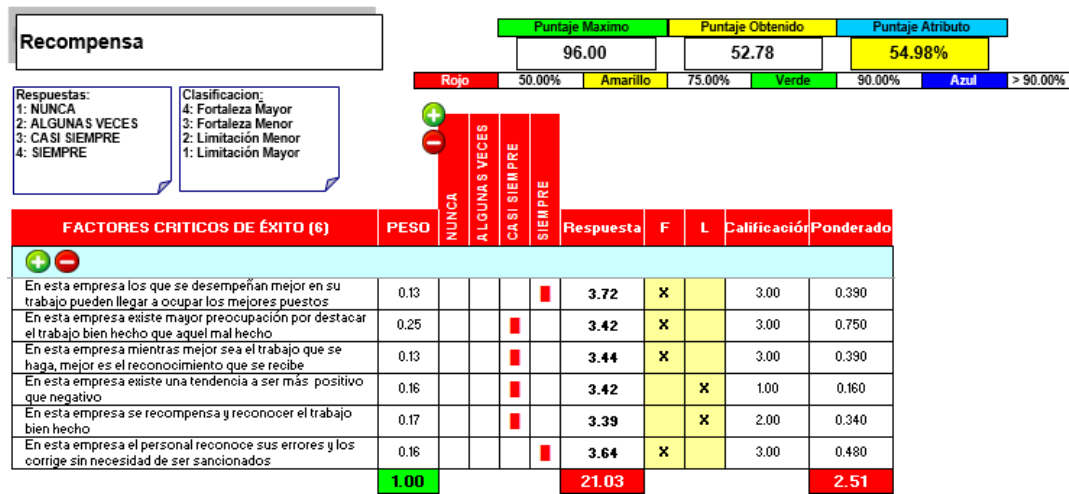 Recompensa
Puntaje Maximo Puntaje Obtenido Puntaje Atributo
96.00 52.78 54.98%
Rojo 50.00% Amarillo 75.00% Verde 90.00% Azul > 90.00%
Respuestas:
1: NUNCA
2: ALGUNAS VECES
3: CASI SIEMPRE
4: SIEMPRE
Clasificacion:
4: Fortaleza Mayor
3: Fortaleza Menor
2: Limitación Menor
1: Limitación Mayor
FACTORES CRITICOS DE ÉXITO (6) PESO NUNCA ALGUNAS VECES CASI SIEMPRE SIEMPRE Respuesta F L Calificación Ponderado
En esta empresa los que se desempeñan mejor en su
trabajo pueden llegar a ocupar los mejores puestos
0.13 3.72 X 3.00 0.390
En esta empresa existe mayor preocupación por destacar
el trabajo bien hecho que aquel mal hecho
0.25 3.42 X 3.00 0.750
En esta empresa mientras mejor sea el trabajo que se
haga, mejor es el reconocimiento que se recibe
0.13 3.44 X 3.00 0.390
En esta empresa existe una tendencia a ser más positivo
que negativo
0.16 3.42 X 1.00 0.160
En esta empresa se recompensa y reconocer el trabajo
bien hecho
0.17 3.39 X 2.00 0.340
En esta empresa el personal reconoce sus errores y los
corrige sin necesidad de ser sancionados
0.16 3.64 X 3.00 0.480
1.00 21.03 2.51